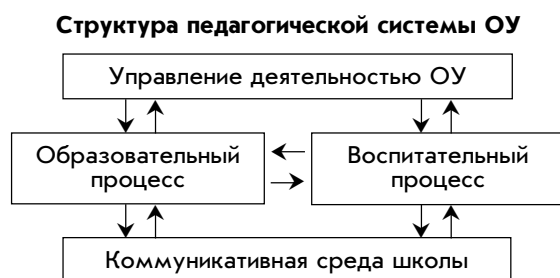 Структура педагогической системы ОУ
Управление деятельностью ОУ
Образовательный
процесс
Воспитательный
процесс
Коммуникативная среда школы